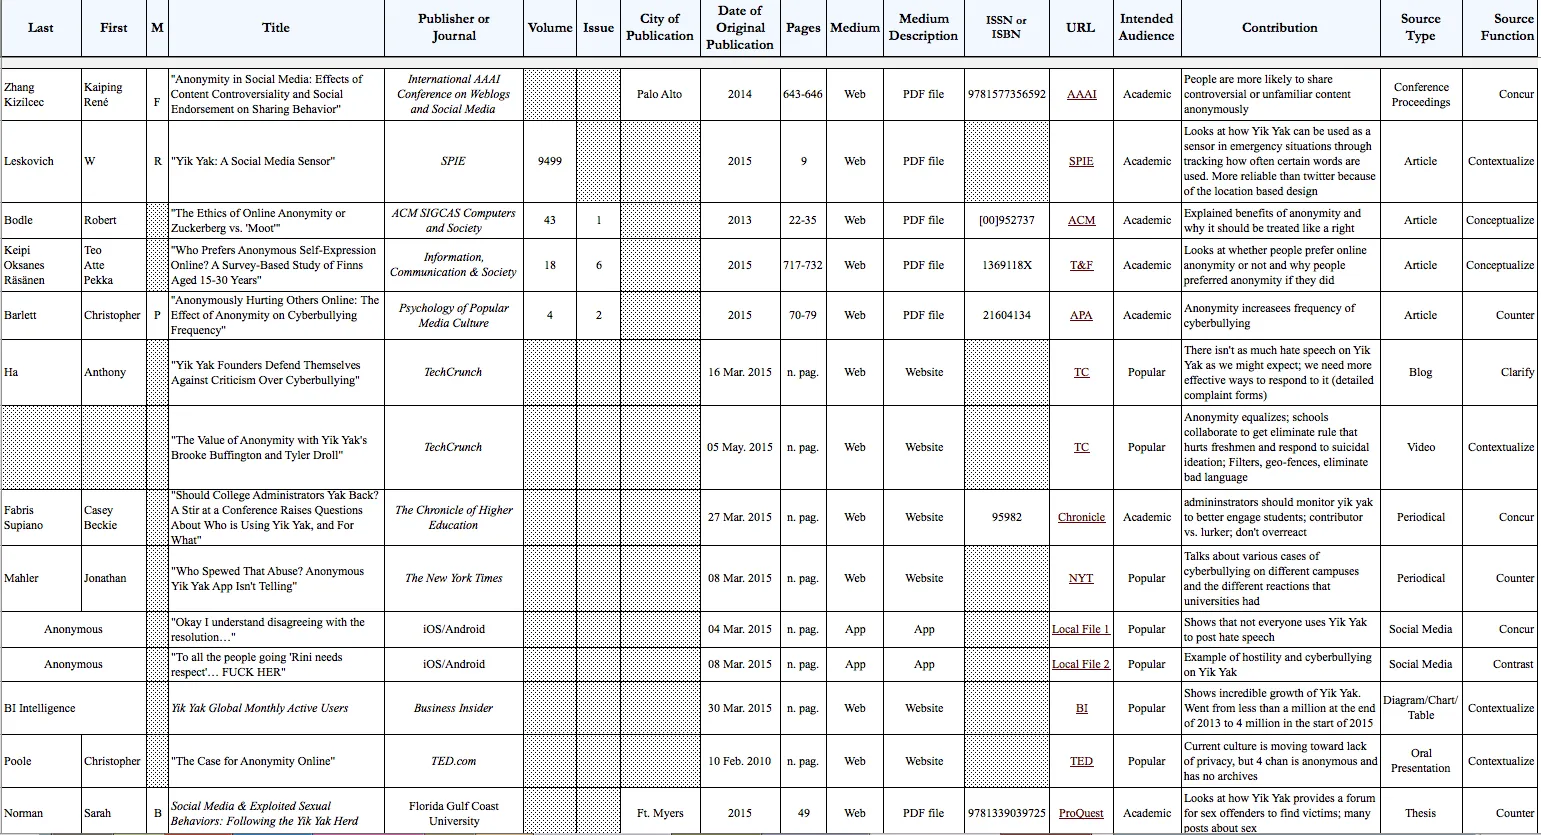 Last First M Title Publisher or Journal Volume Issue City of Publication Date of Original Publication Pages Medium Medium Description ISSN or ISBN URL Intended Audience Contribution Source Type Source Function
Zhang Kizilcec Kaiping René F "Anonymity in Social Media: Effects of Content Controversiality and Social Endorsement on Sharing Behavior" International AAAI Conference on Weblogs and Social Media Palo Alto 2014 643-646 Web PDF file 9781577356592 AAAI Academic People are more likely to share controversial or unfamiliar content anonymously Conference Proceedings Concur
Leskovich W R "Yik Yak: A Social Media Sensor" SPIE 9499 2015 9 Web PDF file SPIE Academic Looks at how Yik Yak can be used as a sensor in emergency situations through tracking how often certain words are used. More reliable than twitter because of the location based design Article Contextualize
Bodle Robert "The Ethics of Online Anonymity or Zuckerberg vs. 'Moot'" ACM SIGCAS Computers and Society 43 1 2013 22-35 Web PDF file [00]952737 ACM Academic Explained benefits of anonymity and why it should be treated like a right Article Conceptualize
Keipi Oksanes Räsänen Teo Atte Pekka "Who Prefers Anonymous Self-Expression Online? A Survey-Based Study of Finns Aged 15-30 Years" Information, Communication & Society 18 6 2015 717-732 Web PDF file 1369118X T&F Academic Looks at whether people prefer online anonymity or not and why people preferred anonymity if they did Article Conceptualize
Barlett Christopher P "Anonymously Hurting Others Online: The Effect of Anonymity on Cyberbullying Frequency" Psychology of Popular Media Culture 4 2 2015 70-79 Web PDF file 21604134 APA Academic Anonymity increasees frequency of cyberbullying Article Counter
Ha Anthony "Yik Yak Founders Defend Themselves Against Criticism Over Cyberbullying" TechCrunch 16 Mar. 2015 n. pag. Web Website TC Popular There isn't as much hate speech on Yik Yak as we might expect; we need more effective ways to respond to it (detailed complaint forms) Blog Clarify
"The Value of Anonymity with Yik Yak's Brooke Buffington and Tyler Droll" TechCrunch 05 May. 2015 n. pag. Web Website TC Popular Anonymity equalizes; schools collaborate to get eliminate rule that hurts freshmen and respond to suicidal ideation; Filters, geo-fences, eliminate bad language Video Contextualize
Fabris Supiano Casey Beckie "Should College Administrators Yak Back? A Stir at a Conference Raises Questions About Who is Using Yik Yak, and For What" The Chronicle of Higher Education 27 Mar. 2015 n. pag. Web Website 95982 Chronicle Academic admininstrators should monitor yik yak to better engage students; contributor vs. lurker; don't overreact Periodical Concur
Mahler Jonathan "Who Spewed That Abuse? Anonymous Yik Yak App Isn't Telling" The New York Times 08 Mar. 2015 n. pag. Web Website NYT Popular Talks about various cases of cyberbullying on different campuses and the different reactions that universities had Periodical Counter
Anonymous "Okay I understand disagreeing with the resolution…" iOS/Android 04 Mar. 2015 n. pag. App App Local File 1 Popular Shows that not everyone uses Yik Yak to post hate speech Social Media Concur
Anonymous "To all the people going 'Rini needs respect'… FUCK HER" iOS/Android 08 Mar. 2015 n. pag. App App Local File 2 Popular Example of hostility and cyberbullying on Yik Yak Social Media Contrast
BI Intelligence Yik Yak Global Monthly Active Users Business Insider 30 Mar. 2015 n. pag. Web Website BI Popular Shows incredible growth of Yik Yak. Went from less than a million at the end of 2013 to 4 million in the start of 2015 Diagram/Chart/Table Contextualize
Poole Christopher "The Case for Anonymity Online" TED.com 10 Feb. 2010 n. pag. Web Website TED Popular Current culture is moving toward lack of privacy, but 4 chan is anonymous and has no archives Oral Presentation Contextualize
Norman Sarah B Social Media & Exploited Sexual Behaviors: Following the Yik Yak Herd Florida Gulf Coast University Ft. Myers 2015 49 Web PDF file 9781339039725 ProQuest Academic Looks at how Yik Yak provides a forum for sex offenders to find victims; many posts about sex Thesis Counter